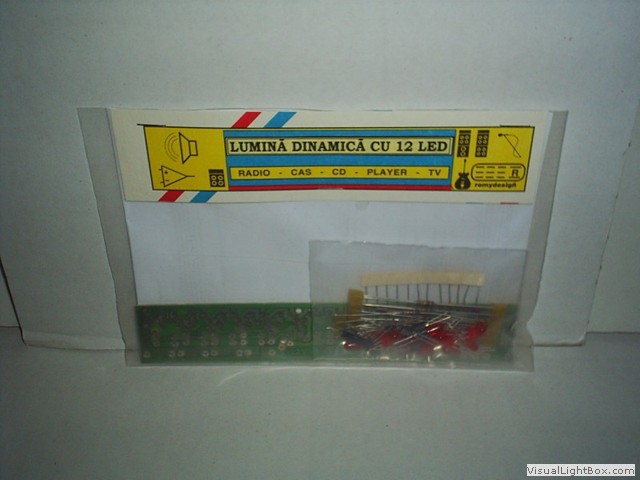 LUMINĂ DINAMICĂ CU 12 LED
RADIO - CAS - CD - PLAYER - TV
R
romydesign
VisualLightBox.com